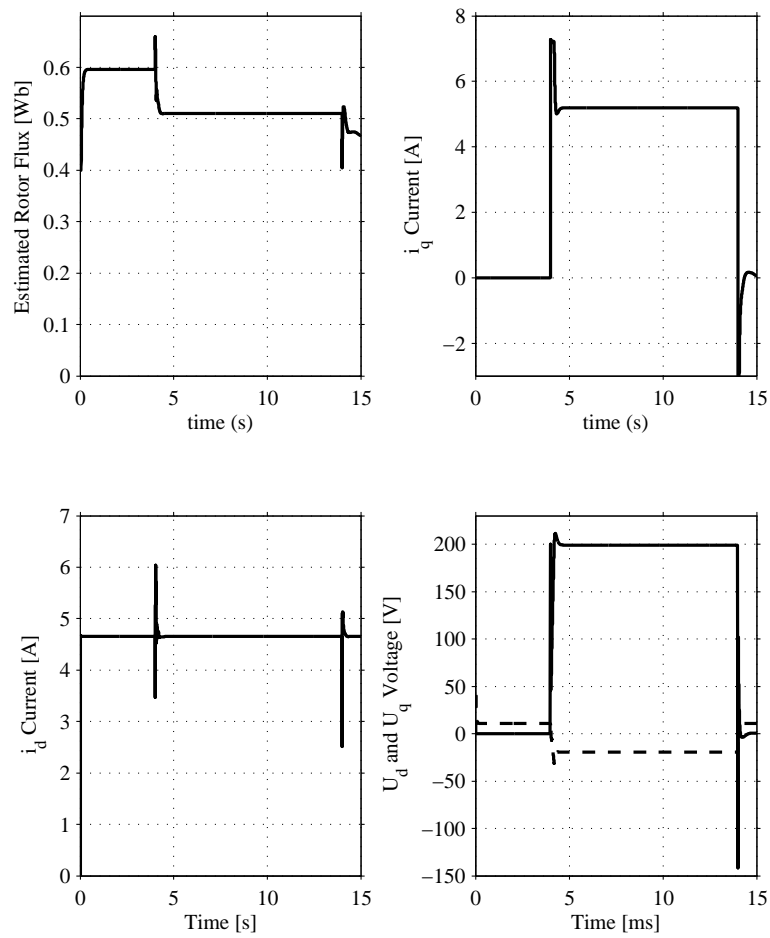 Estimated Rotor Flux [Wb]
0.6
0.5
0.4
0.3
0.2
0.1
0
0 5 10 15
time (s)
i_q Current [A]
8
6
4
2
0
−2
0 5 10 15
time (s)
i_d Current [A]
7
6
5
4
3
2
1
0
0 5 10 15
Time [s]
U_d and U_q Voltage [V]
200
150
100
50
0
−50
−100
−150
0 5 10 15
Time [ms]